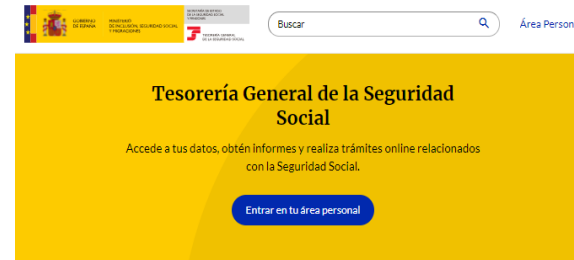 GOBIERNO
DE ESPAÑA
MINISTERIO
DE INCLUSIÓN, SEGURIDAD SOCIAL
Y MIGRACIONES
SECRETARÍA DE ESTADO
DE LA SEGURIDAD SOCIAL
Y PENSIONES
TESORERÍA GENERAL
DE LA SEGURIDAD SOCIAL
Buscar
Área Person
Tesorería General de la Seguridad
Social
Accede a tus datos, obtén informes y realiza trámites online relacionados
con la Seguridad Social.
Entrar en tu área personal